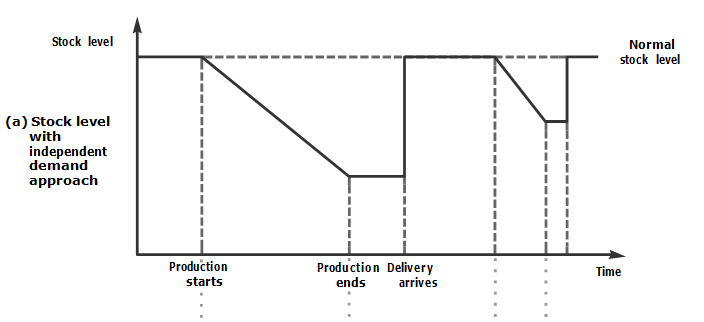 Stock level
Normal
stock level
(a) Stock level
with
independent
demand
approach
Production
starts
Production
ends
Delivery
arrives
Time